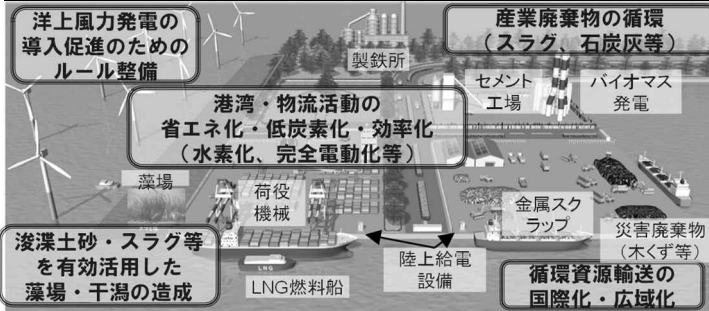 洋上風力発電の
導入促進のための
ルール整備
産業廃棄物の循環
(スラグ、石炭灰等)
製鉄所
セメント
工場
バイオマス
発電
港湾・物流活動の
省エネ化・低炭素化・効率化
(水素化、完全電動化等)
藻場
荷役
機械
金属スク
ラップ
災害廃棄物
(木くず等)
浚渫土砂・スラグ等
を有効活用した
藻場・干潟の造成
LNG
LNG燃料船
陸上給電
設備
循環資源輸送の
国際化・広域化